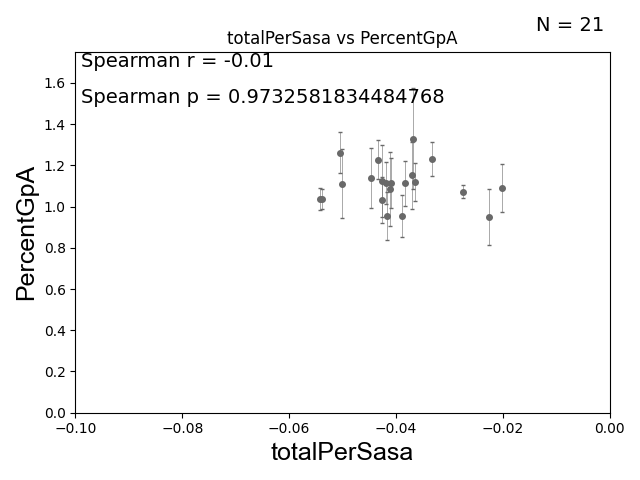 N = 21
totalPerSasa vs PercentGpA
Spearman r = -0.01
Spearman p = 0.9732581834484768
PercentGpA
1.6
1.4
1.2
1.0
0.8
0.6
0.4
0.2
0.0
−0.10 −0.08 −0.06 −0.04 −0.02 0.00
totalPerSasa